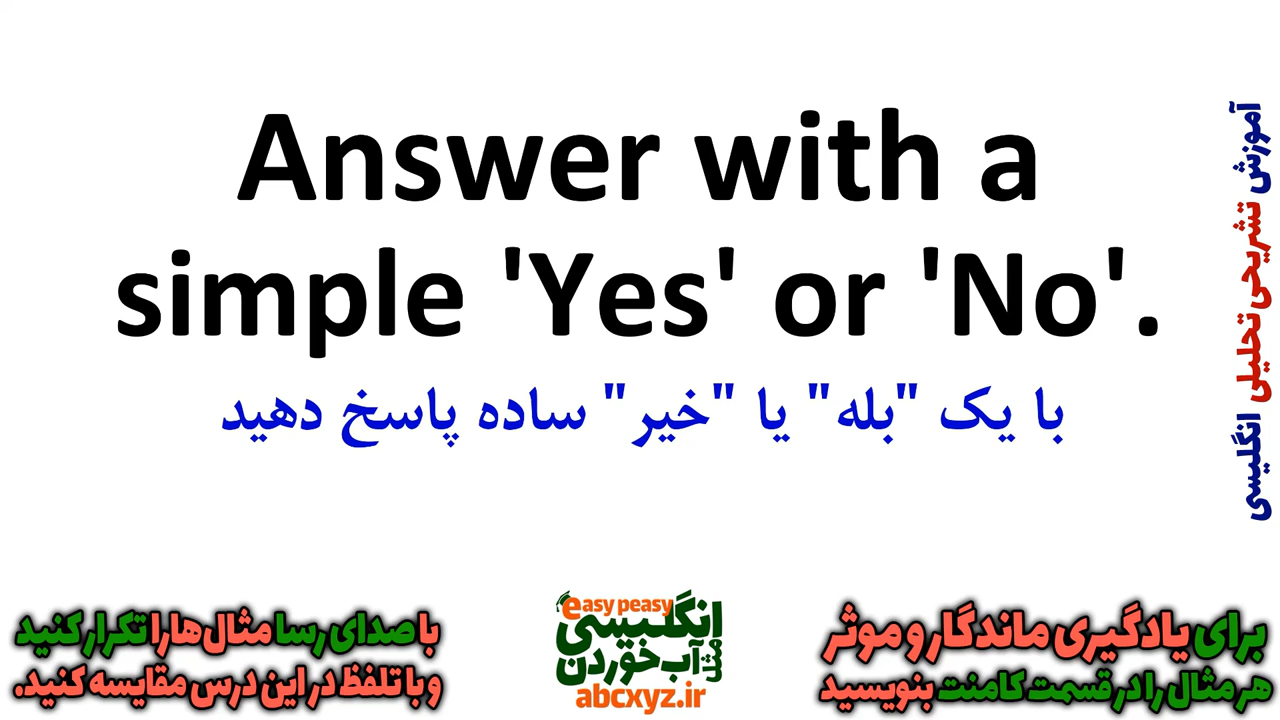 Answer with a
simple 'Yes' or 'No'.
با یک "بله" یا "خیر" ساده پاسخ دهید
آموزش تشریحی تحلیلی انگلیسی
برای یادگیری ماندگار و موثر
هر مثال را در قسمت کامنت بنویسید
easy peasy
انگلیسی
مثل آب خوردن
abcxyz.ir
با صدای رسا مثال‌ها را تکرار کنید
و با تلفظ در این درس مقایسه کنید.